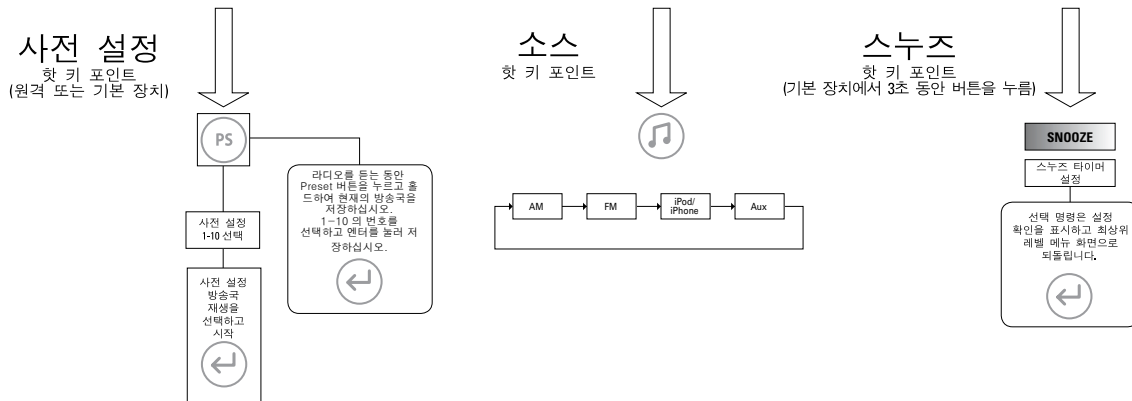 사전 설정
핫 키 포인트
(원격 또는 기본 장치)
PS
라디오를 듣는 동안
Preset 버튼을 누르고 홀
드하여 현재의 방송국을
저장하십시오.
1-10 의 번호를
선택하고 엔터를 눌러 저
장하십시오.
사전 설정
1-10 선택
사전 설정
방송국
재생을
선택하고
시작
소스
핫 키 포인트
AM
FM
iPod/
iPhone
Aux
스누즈
핫 키 포인트
(기본 장치에서 3초 동안 버튼을 누름)
SNOOZE
스누즈 타이머
설정
선택 명령은 설정
확인을 표시하고 최상위
레벨 메뉴 화면으로
되돌립니다.